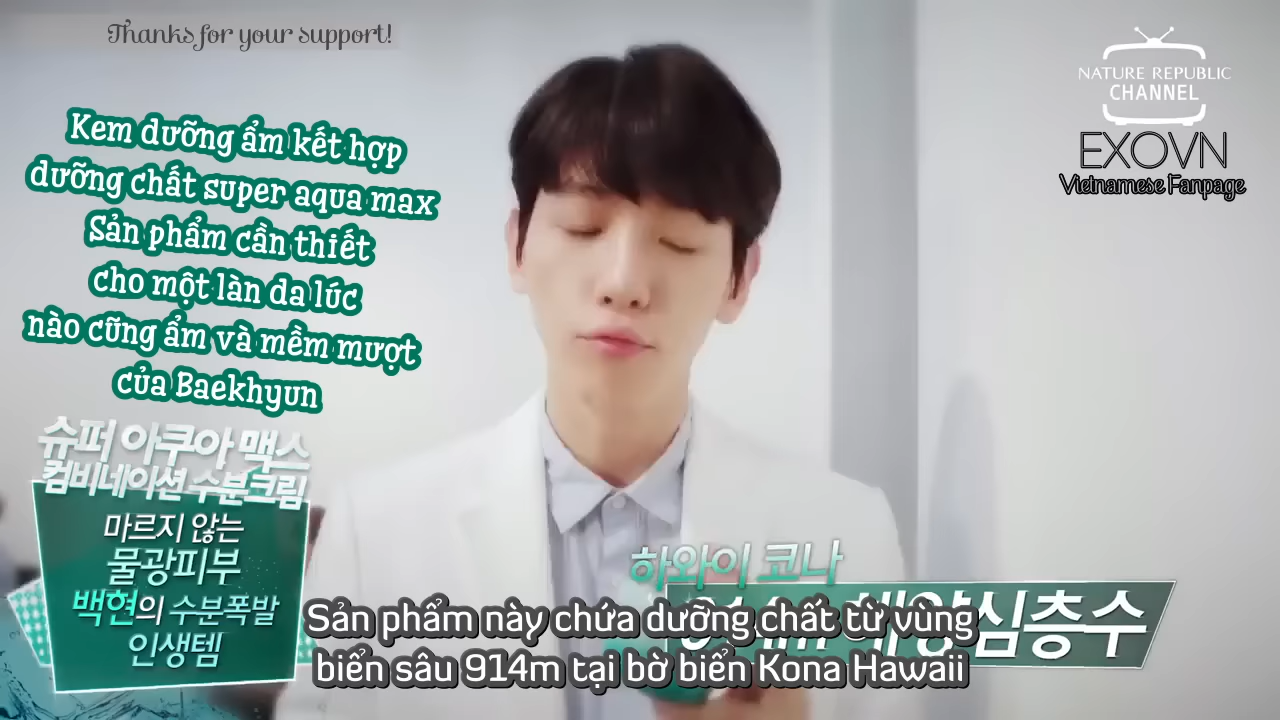 Thanks for your support!
NATURE REPUBLIC
CHANNEL
EXOVN
Vietnamese Fanpage
Kem dưỡng ẩm kết hợp
dưỡng chất super aqua max
Sản phẩm cần thiết
cho một làn da lúc
nào cũng ẩm và mềm mượt
của Baekhyun
슈퍼 아쿠아 맥스
컴비네이션 수분크림
마르지 않는
물광피부
백현의 수분폭발
인생템
하와이 코나
해양심층수
Sản phẩm này chứa dưỡng chất từ vùng
biển sâu 914m tại bờ biển Kona Hawaii